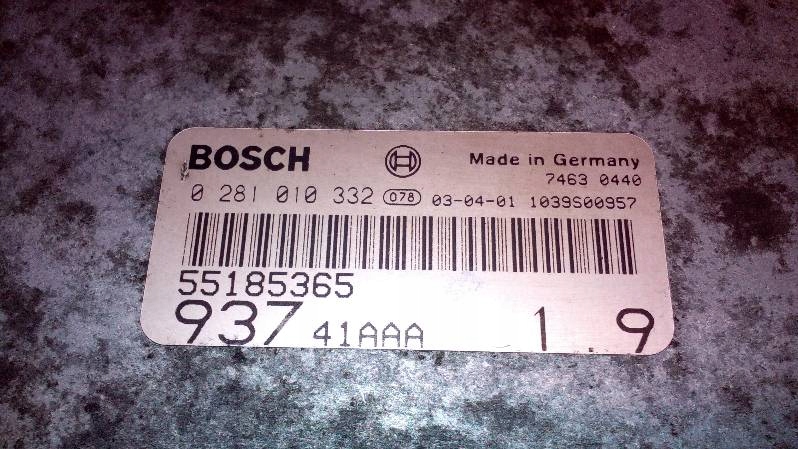 BOSCH Made in Germany
7463 0440
0 281 010 332 078 03-04-01 1039S00957
55185365
937 41AAA 1.9